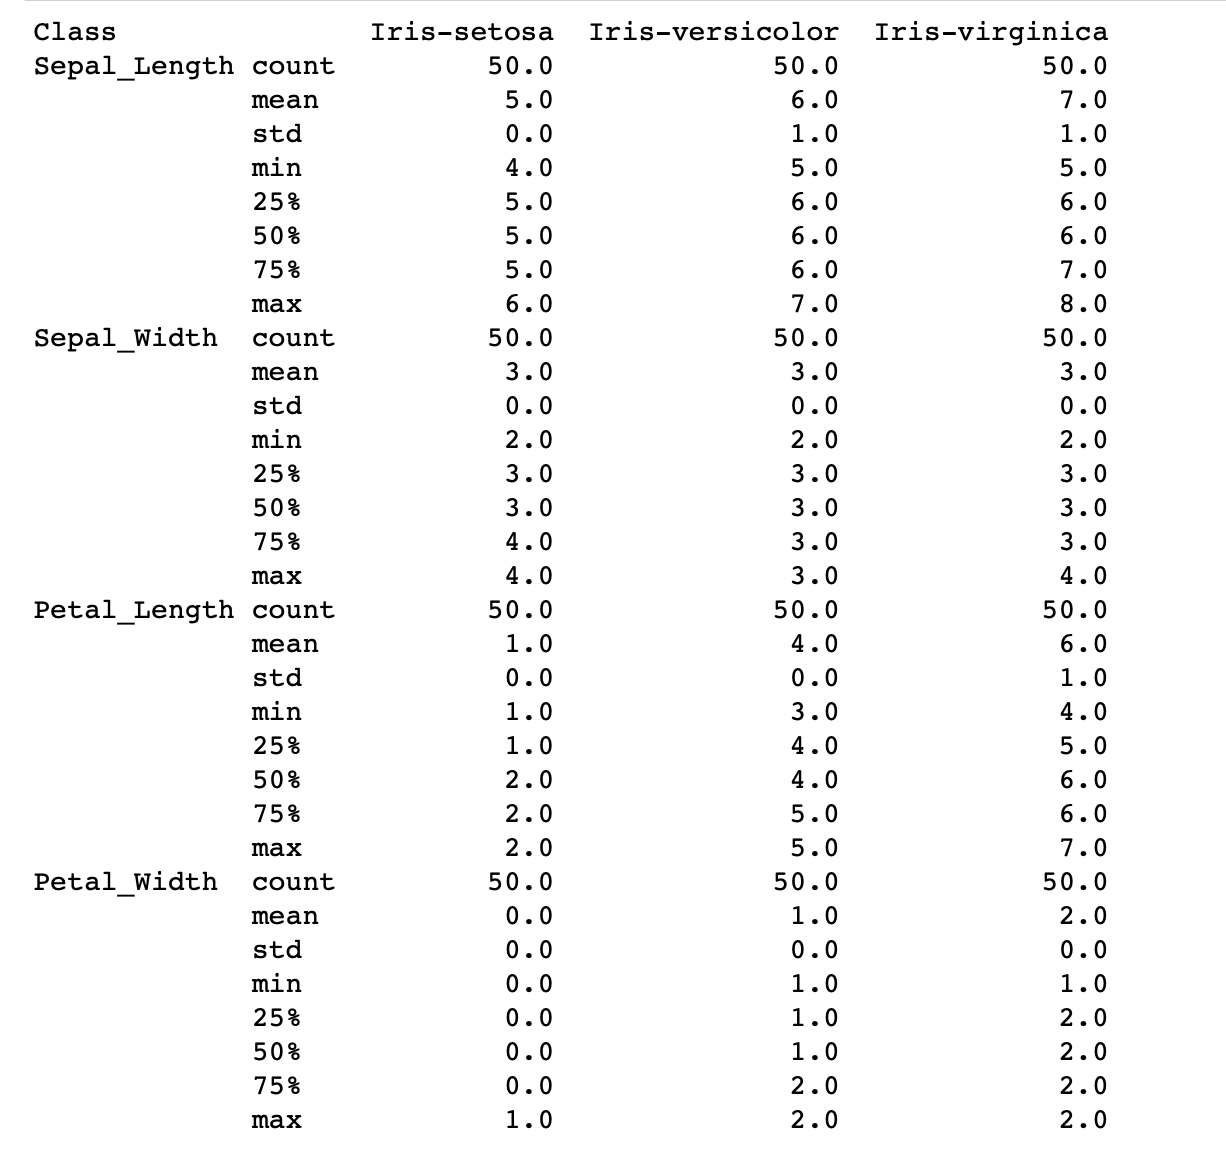 Class Iris-setosa Iris-versicolor Iris-virginica
Sepal_Length count 50.0 50.0 50.0
mean 5.0 6.0 7.0
std 0.0 1.0 1.0
min 4.0 5.0 5.0
25% 5.0 6.0 6.0
50% 5.0 6.0 6.0
75% 5.0 6.0 7.0
max 6.0 7.0 8.0
Sepal_Width count 50.0 50.0 50.0
mean 3.0 3.0 3.0
std 0.0 0.0 0.0
min 2.0 2.0 2.0
25% 3.0 3.0 3.0
50% 3.0 3.0 3.0
75% 4.0 3.0 3.0
max 4.0 3.0 4.0
Petal_Length count 50.0 50.0 50.0
mean 1.0 4.0 6.0
std 0.0 0.0 1.0
min 1.0 3.0 4.0
25% 1.0 4.0 5.0
50% 2.0 4.0 6.0
75% 2.0 5.0 6.0
max 2.0 5.0 7.0
Petal_Width count 50.0 50.0 50.0
mean 0.0 1.0 2.0
std 0.0 0.0 0.0
min 0.0 1.0 1.0
25% 0.0 1.0 2.0
50% 0.0 1.0 2.0
75% 0.0 2.0 2.0
max 1.0 2.0 2.0